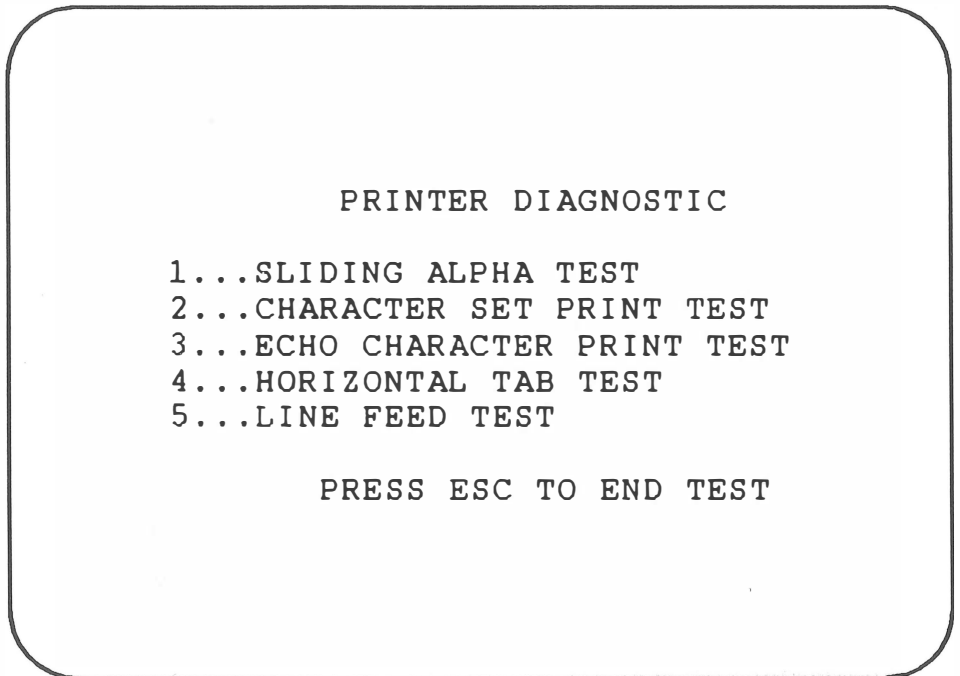 PRINTER DIAGNOSTIC
1...SLIDING ALPHA TEST
2...CHARACTER SET PRINT TEST
3...ECHO CHARACTER PRINT TEST
4...HORIZONTAL TAB TEST
5...LINE FEED TEST
PRESS ESC TO END TEST